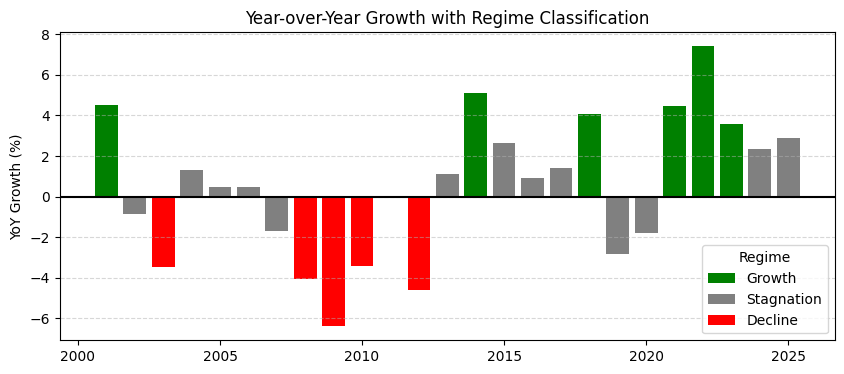 Year-over-Year Growth with Regime Classification
YoY Growth (%)
8
6
4
2
0
−2
−4
−6
2000
2005
2010
2015
2020
2025
Regime
Growth
Stagnation
Decline